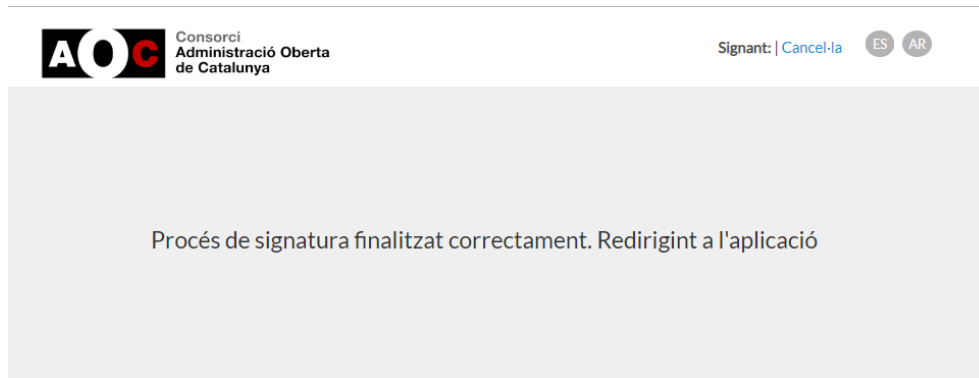 AOC
Consorci
Administració Oberta
de Catalunya
Signant: | Cancel·la
ES
AR
Procés de signatura finalitzat correctament. Redirigint a l'aplicació